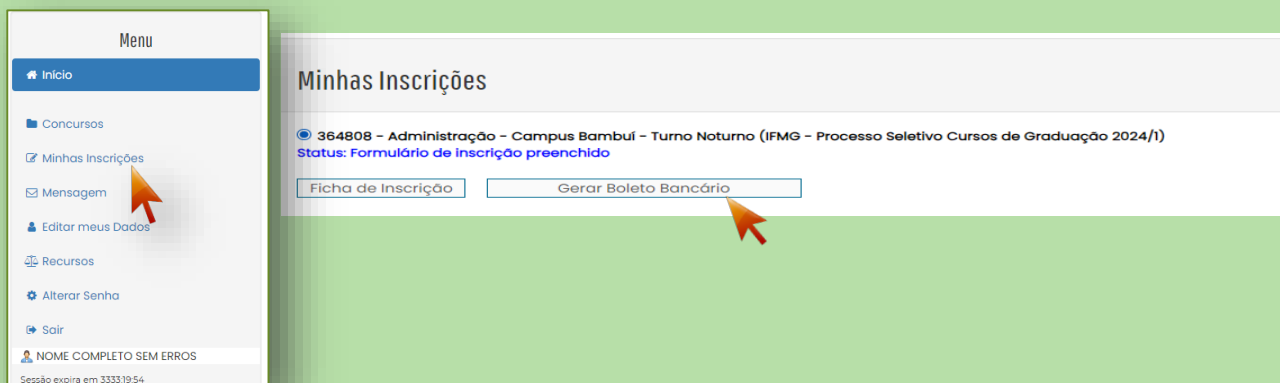 Menu
Início
Concursos
Minhas Inscrições
Mensagem
Editar meus Dados
Recursos
Alterar Senha
Sair
NOME COMPLETO SEM ERROS
Sessão expira em 3333:19:54
Minhas Inscrições
364808 - Administração - Campus Bambuí - Turno Noturno (IFMG - Processo Seletivo Cursos de Graduação 2024/1)
Status: Formulário de inscrição preenchido
Ficha de Inscrição Gerar Boleto Bancário